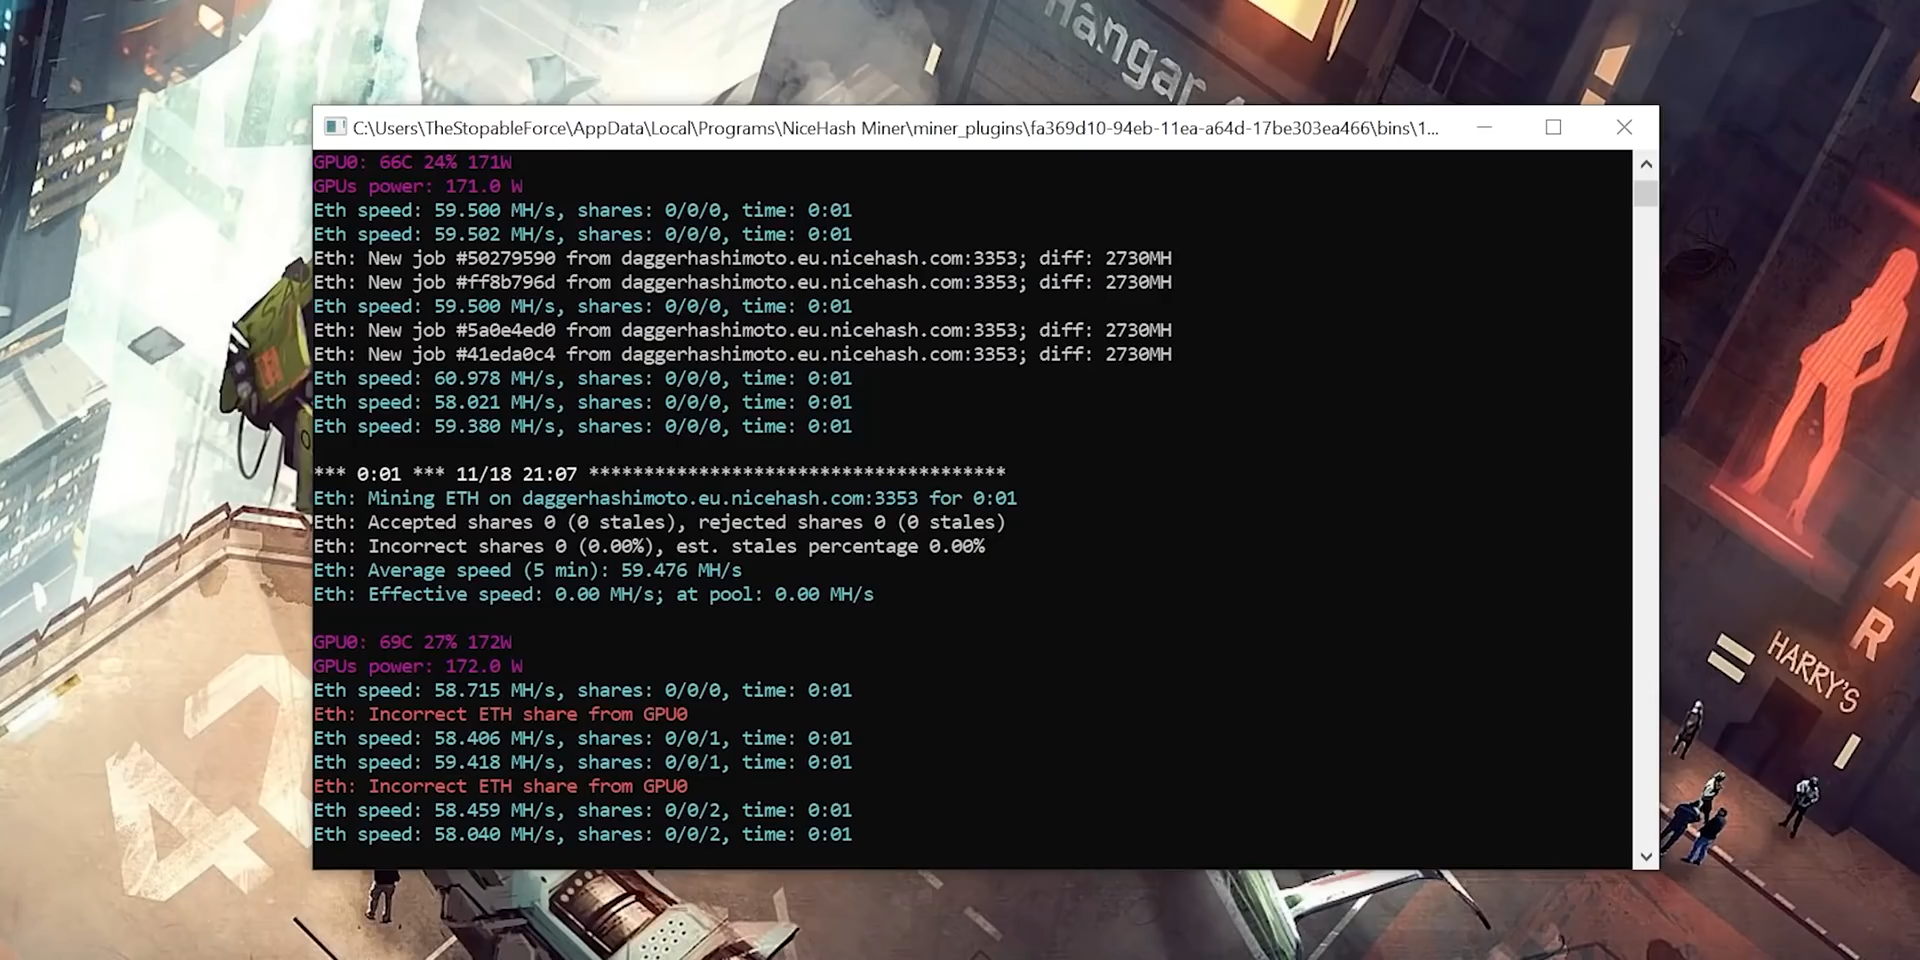 Hangar
C:\Users\TheStopableForce\AppData\Local\Programs\NiceHash Miner\miner_plugins\fa369d10-94eb-11ea-a64d-17be303ea466\bins\1...
GPU0: 66C 24% 171W
GPUs power: 171.0 W
Eth speed: 59.500 MH/s, shares: 0/0/0, time: 0:01
Eth speed: 59.502 MH/s, shares: 0/0/0, time: 0:01
Eth: New job #50279590 from daggerhashimoto.eu.nicehash.com:3353; diff: 2730MH
Eth: New job #ff8b796d from daggerhashimoto.eu.nicehash.com:3353; diff: 2730MH
Eth speed: 59.500 MH/s, shares: 0/0/0, time: 0:01
Eth: New job #5a0e4ed0 from daggerhashimoto.eu.nicehash.com:3353; diff: 2730MH
Eth: New job #41eda0c4 from daggerhashimoto.eu.nicehash.com:3353; diff: 2730MH
Eth speed: 60.978 MH/s, shares: 0/0/0, time: 0:01
Eth speed: 58.021 MH/s, shares: 0/0/0, time: 0:01
Eth speed: 59.380 MH/s, shares: 0/0/0, time: 0:01
*** 0:01 *** 11/18 21:07 **************************************
Eth: Mining ETH on daggerhashimoto.eu.nicehash.com:3353 for 0:01
Eth: Accepted shares 0 (0 stales), rejected shares 0 (0 stales)
Eth: Incorrect shares 0 (0.00%), est. stales percentage 0.00%
Eth: Average speed (5 min): 59.476 MH/s
Eth: Effective speed: 0.00 MH/s; at pool: 0.00 MH/s
GPU0: 69C 27% 172W
GPUs power: 172.0 W
Eth speed: 58.715 MH/s, shares: 0/0/0, time: 0:01
Eth: Incorrect ETH share from GPU0
Eth speed: 58.406 MH/s, shares: 0/0/1, time: 0:01
Eth speed: 59.418 MH/s, shares: 0/0/1, time: 0:01
Eth: Incorrect ETH share from GPU0
Eth speed: 58.459 MH/s, shares: 0/0/2, time: 0:01
Eth speed: 58.040 MH/s, shares: 0/0/2, time: 0:01
HARRY'S
42